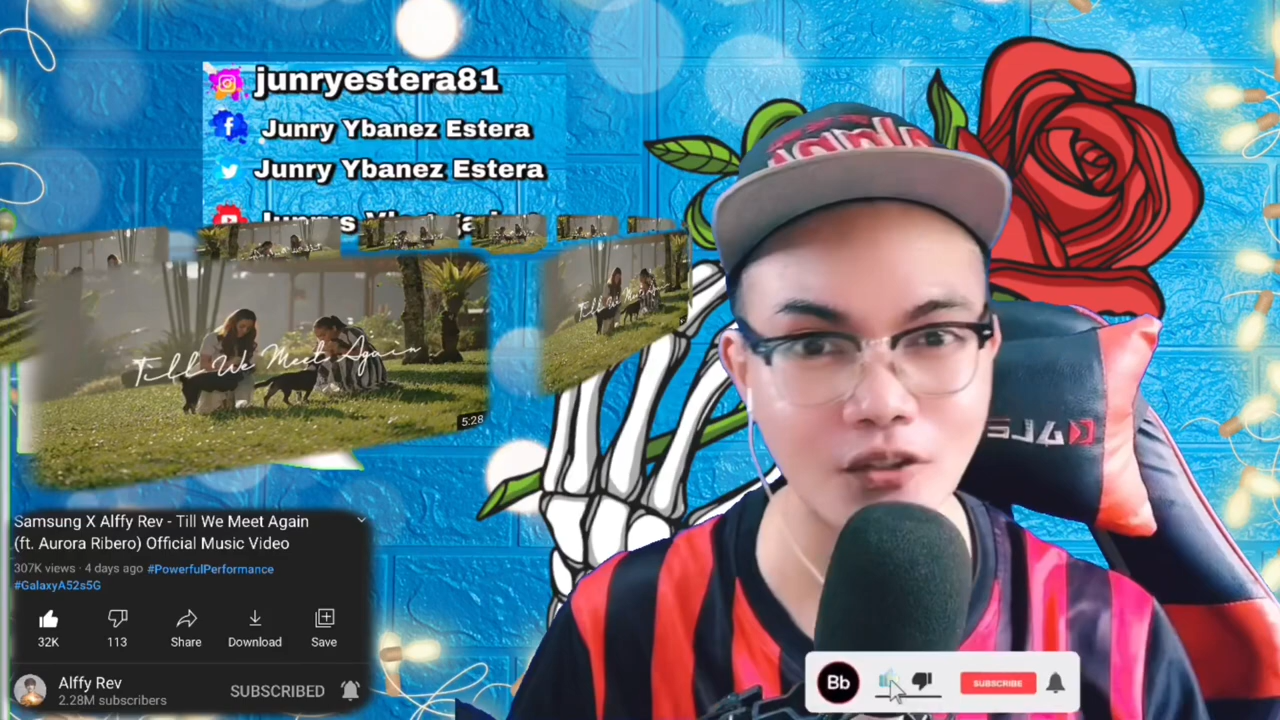 junryestera81
Junry Ybanez Estera
Junry Ybanez Estera
Till We Meet Again
5:28
Samsung X Alffy Rev - Till We Meet Again
(ft. Aurora Ribero) Official Music Video
307K views · 4 days ago #PowerfulPerformance
#GalaxyA52s5G
32K
113
Share
Download
Save
Alffy Rev
2.28M subscribers
SUBSCRIBED
Bb
SUBSCRIBE